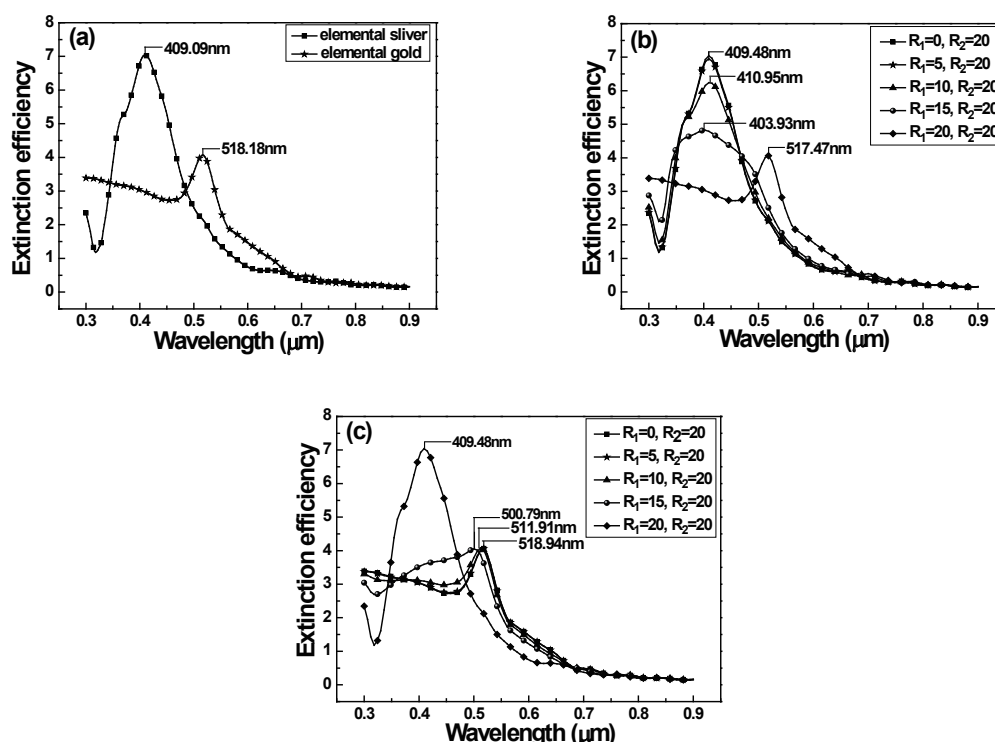 (a)
409.09nm
518.18nm
elemental sliver
elemental gold
Extinction efficiency
8
7
6
5
4
3
2
1
0
0.3 0.4 0.5 0.6 0.7 0.8 0.9
Wavelength (μm)
(b)
409.48nm
410.95nm
403.93nm
517.47nm
R₁=0, R₂=20
R₁=5, R₂=20
R₁=10, R₂=20
R₁=15, R₂=20
R₁=20, R₂=20
Extinction efficiency
8
7
6
5
4
3
2
1
0
0.3 0.4 0.5 0.6 0.7 0.8 0.9
Wavelength (μm)
(c)
409.48nm
500.79nm
511.91nm
518.94nm
R₁=0, R₂=20
R₁=5, R₂=20
R₁=10, R₂=20
R₁=15, R₂=20
R₁=20, R₂=20
Extinction efficiency
8
7
6
5
4
3
2
1
0
0.3 0.4 0.5 0.6 0.7 0.8 0.9
Wavelength (μm)